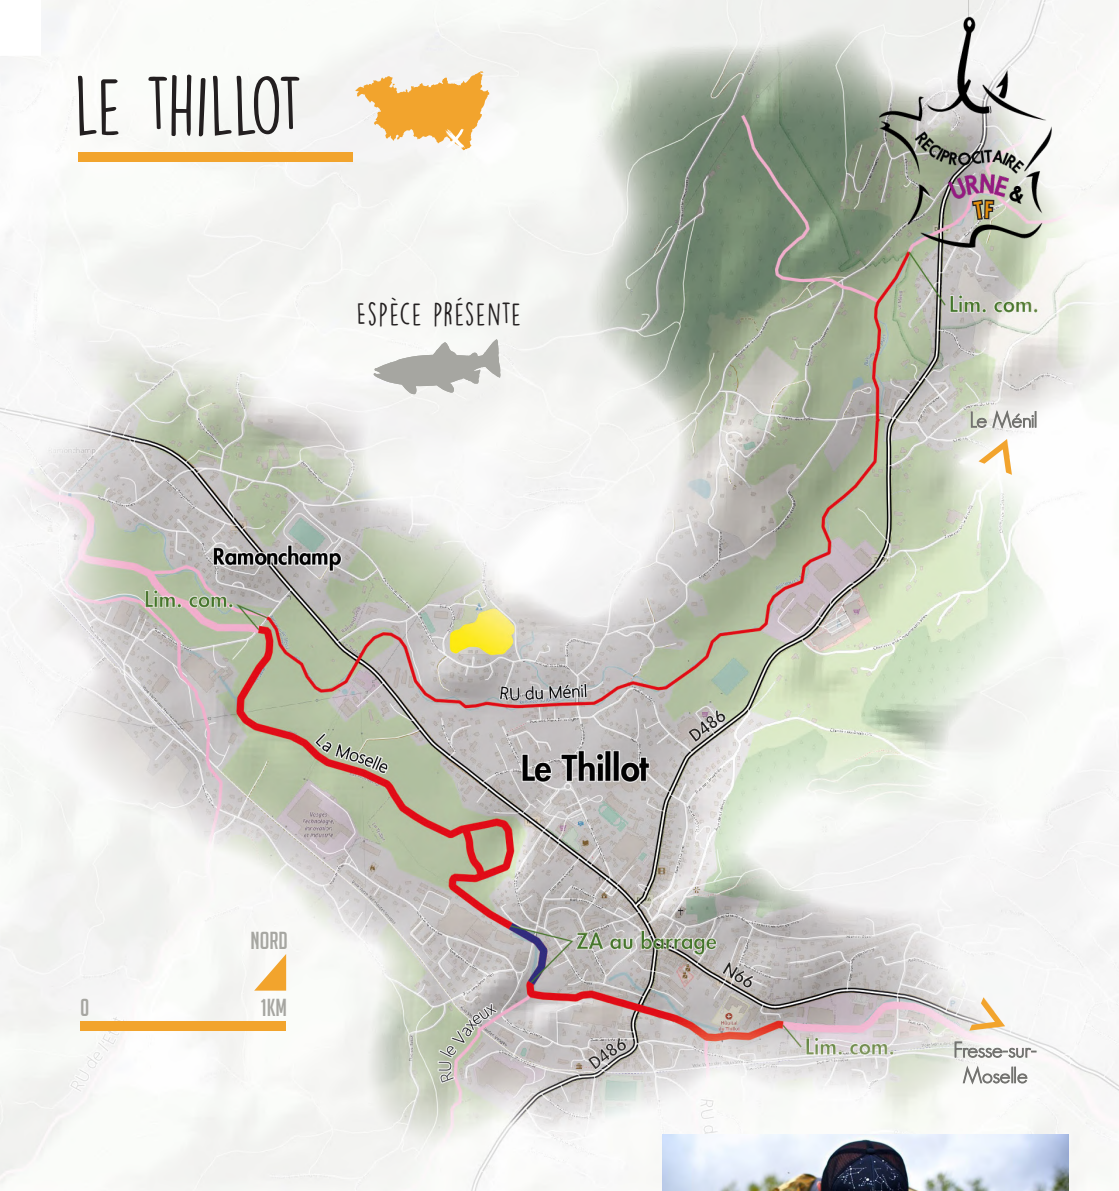 LE THILLOT
RECIPROCITAIRE
URNE &
TF
ESPÈCE PRÉSENTE
Lim. com.
Le Ménil
Ramonchamp
Lim. com.
RU du Ménil
D486
La Moselle
Le Thillot
ZA au barrage
NORD
0
1KM
N66
RU le Vaxeux
D486
Lim. com.
Fresse-sur-
Moselle